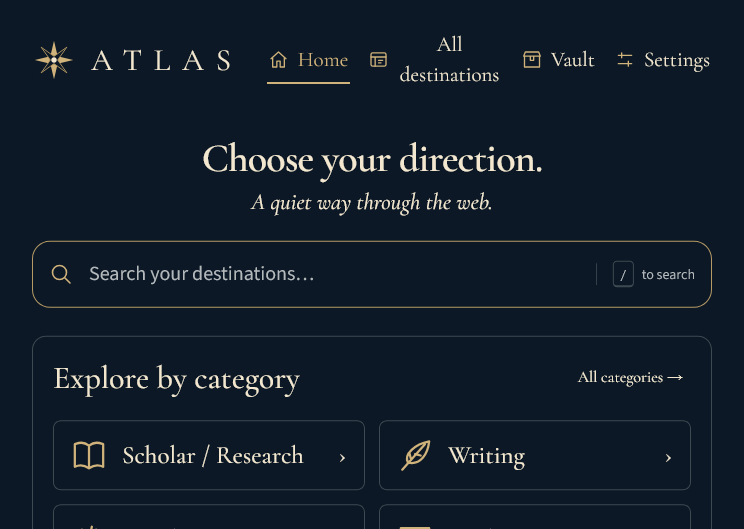 ATLAS
Home
All
destinations
Vault
Settings
Choose your direction.
A quiet way through the web.
Search your destinations…
/ to search
Explore by category
All categories →
Scholar / Research ›
Writing ›